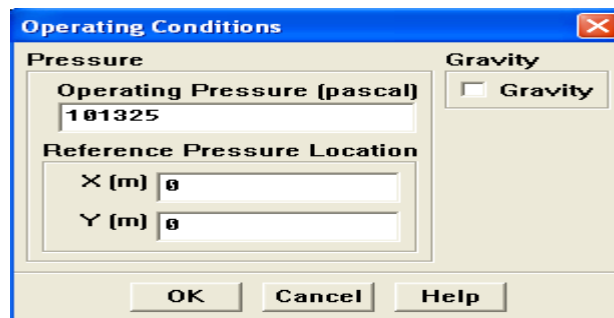 Operating Conditions
Pressure
Gravity
Operating Pressure (pascal)
Gravity
101325
Reference Pressure Location
X (m) 0
Y (m) 0
OK Cancel Help